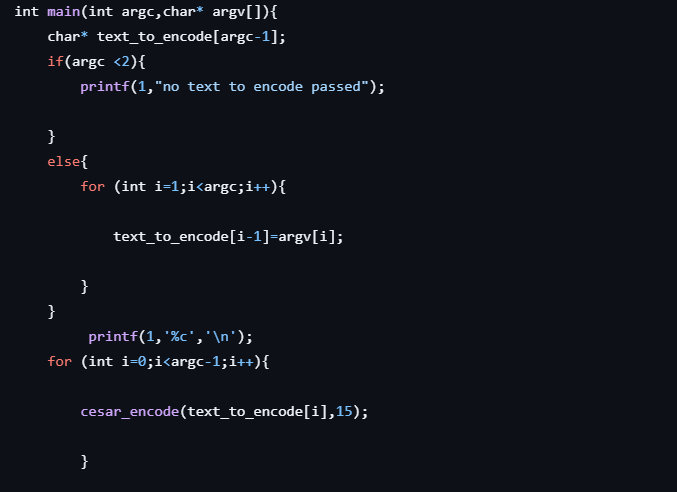 int main(int argc,char* argv[]){
    char* text_to_encode[argc-1];
    if(argc <2){
        printf(1,"no text to encode passed");
    }
    else{
        for (int i=1;i<argc;i++){
            text_to_encode[i-1]=argv[i];
        }
    }
         printf(1,'%c','\n');
    for (int i=0;i<argc-1;i++){
        cesar_encode(text_to_encode[i],15);
        }